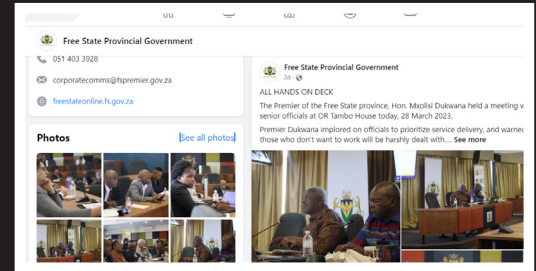 Free State Provincial Government
051 403 3928
corporatecomms@fspremier.gov.za
freestateonline.fs.gov.za
Photos
See all photos
Free State Provincial Government
2d
ALL HANDS ON DECK
The Premier of the Free State province, Hon. Mxolisi Dukwana held a meeting w
senior officials at OR Tambo House today, 28 March 2023.
Premier Dukwana implored on officials to prioritize service delivery, and warned
those who don't want to work will be harshly dealt with.... See more